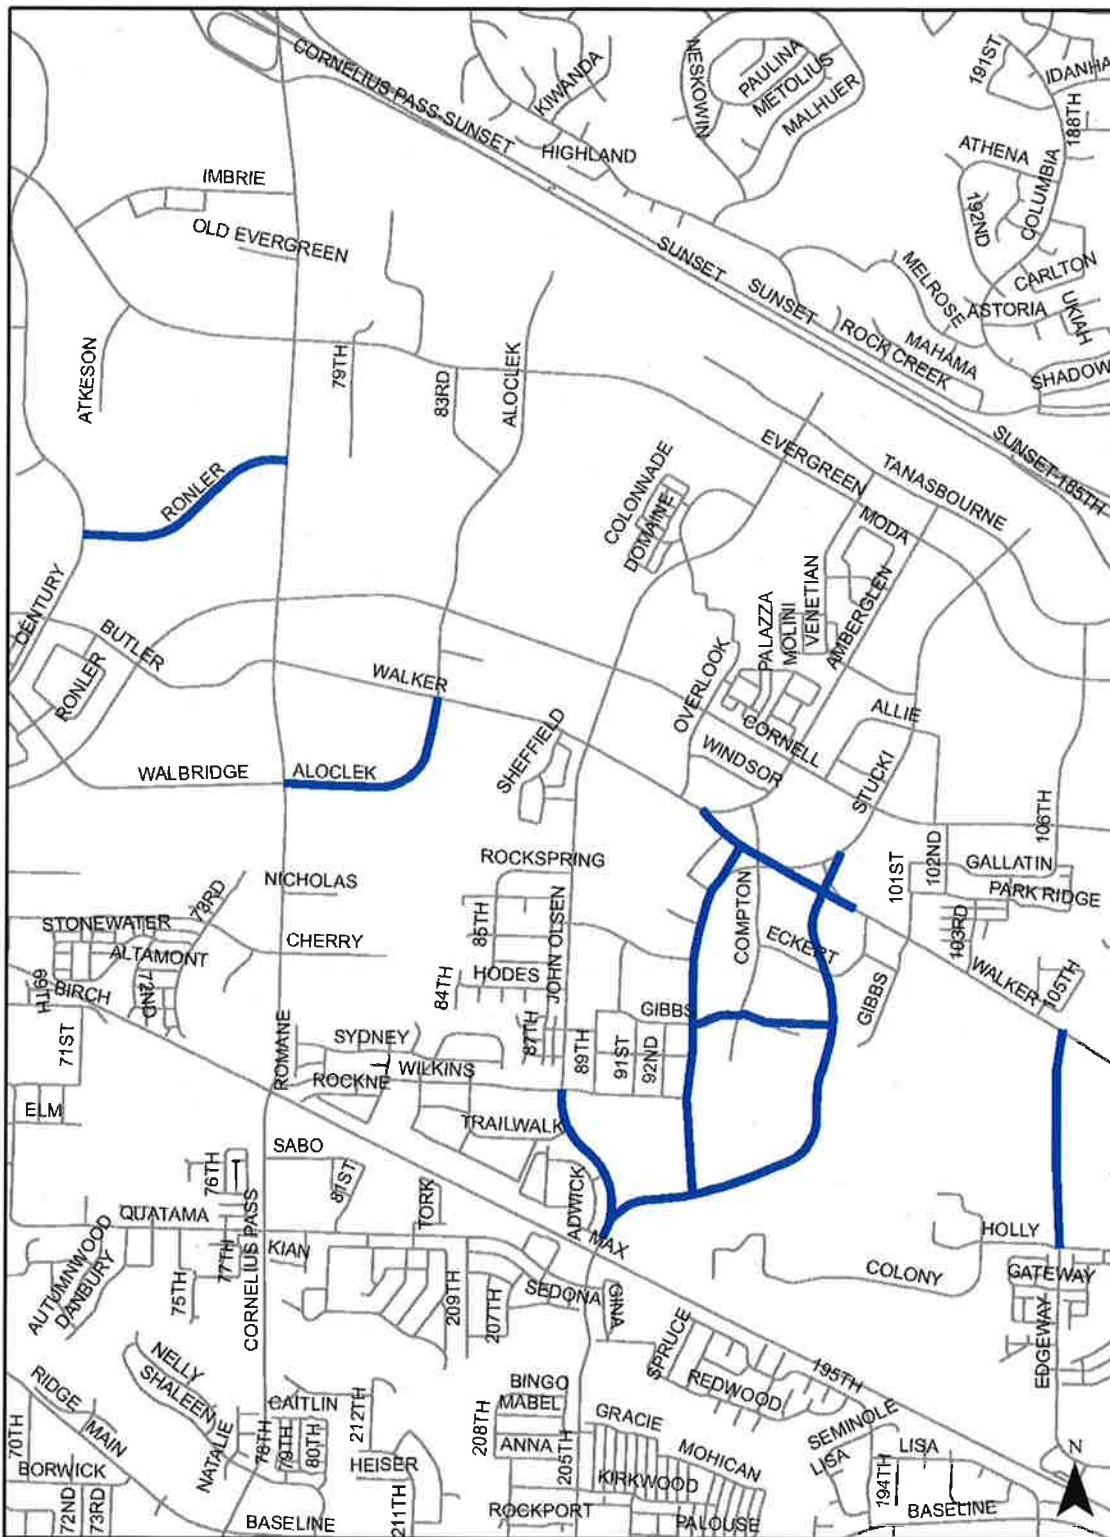 CORNELIUS PASS-SUNSET
KIWANDA
HIGHLAND
NESKOWIN
PAULINA
METOLIUS
MALHUER
191ST
IDANHA
188TH
ATHENA
192ND
COLUMBIA
CARLTON
MELROSE
ASTORIA
UKIAH
MAHAMA
SHADOW
ROCK CREEK
SUNSET
SUNSET
SUNSET-185TH
IMBRIE
OLD EVERGREEN
ATKESON
79TH
83RD
ALOCLEK
RONLER
COLONNADE
DOMAINE
EVERGREEN
TANASBOURNE
MODA
VENETIAN
MOLINI
PALAZZA
AMBERGLEN
OVERLOOK
CENTURY
BUTLER
RONLER
WALKER
WALBRIDGE
ALOCLEK
SHEFFIELD
WINDSOR
CORNELL
ALLIE
STUCKI
106TH
102ND
101ST
GALLATIN
PARK RIDGE
103RD
ROCKSPRING
NICHOLAS
73RD
STONEWATER
ALTAMONT
72ND
69TH
BIRCH
71ST
CHERRY
85TH
HODES
84TH
JOHN OLSEN
COMPTON
ECKERT
GIBBS
GIBBS
WALKER
105TH
ROMANE
SYDNEY
ROCKNE
WILKINS
87TH
89TH
91ST
92ND
ELM
TRAILWALK
SABO
76TH
81ST
TORK
ADWICK
MAX
QUATAMA
AUTUMNWOOD
DANBURY
75TH
77TH
CORNELIUS PASS
KIAN
209TH
207TH
SEDONA
GINA
COLONY
HOLLY
GATEWAY
EDGEWAY
SPRUCE
REDWOOD
195TH
NELLY
SHALEEN
RIDGE
MAIN
70TH
BORWICK
72ND
73RD
NATALIE
78TH
CAITLIN
79TH
80TH
212TH
HEISER
211TH
BASELINE
208TH
BINGO
MABEL
ANNA
205TH
ROCKPORT
GRACIE
MOHICAN
KIRKWOOD
PALOUSE
SEMINOLE
LISA
LISA
194TH
BASELINE
N